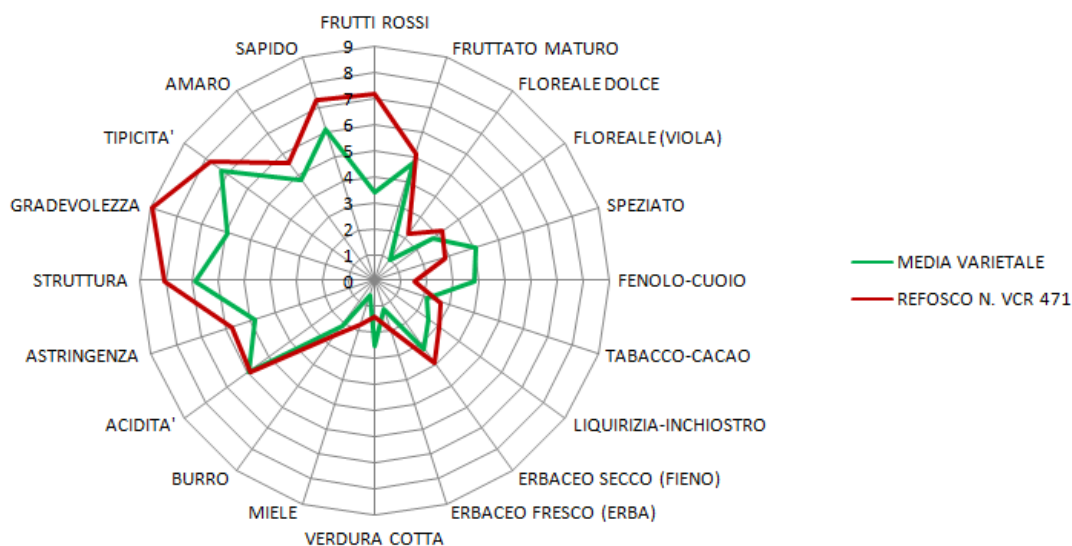 FRUTTI ROSSI
FRUTTATO MATURO
FLOREALE DOLCE
FLOREALE (VIOLA)
SPEZIATO
FENOLO-CUOIO
TABACCO-CACAO
LIQUIRIZIA-INCHIOSTRO
ERBACEO SECCO (FIENO)
ERBACEO FRESCO (ERBA)
VERDURA COTTA
MIELE
BURRO
ACIDITA'
ASTRINGENZA
STRUTTURA
GRADEVOLEZZA
TIPICITA'
AMARO
SAPIDO
9
8
7
6
5
4
3
2
1
0
MEDIA VARIETALE
REFOSCO N. VCR 471